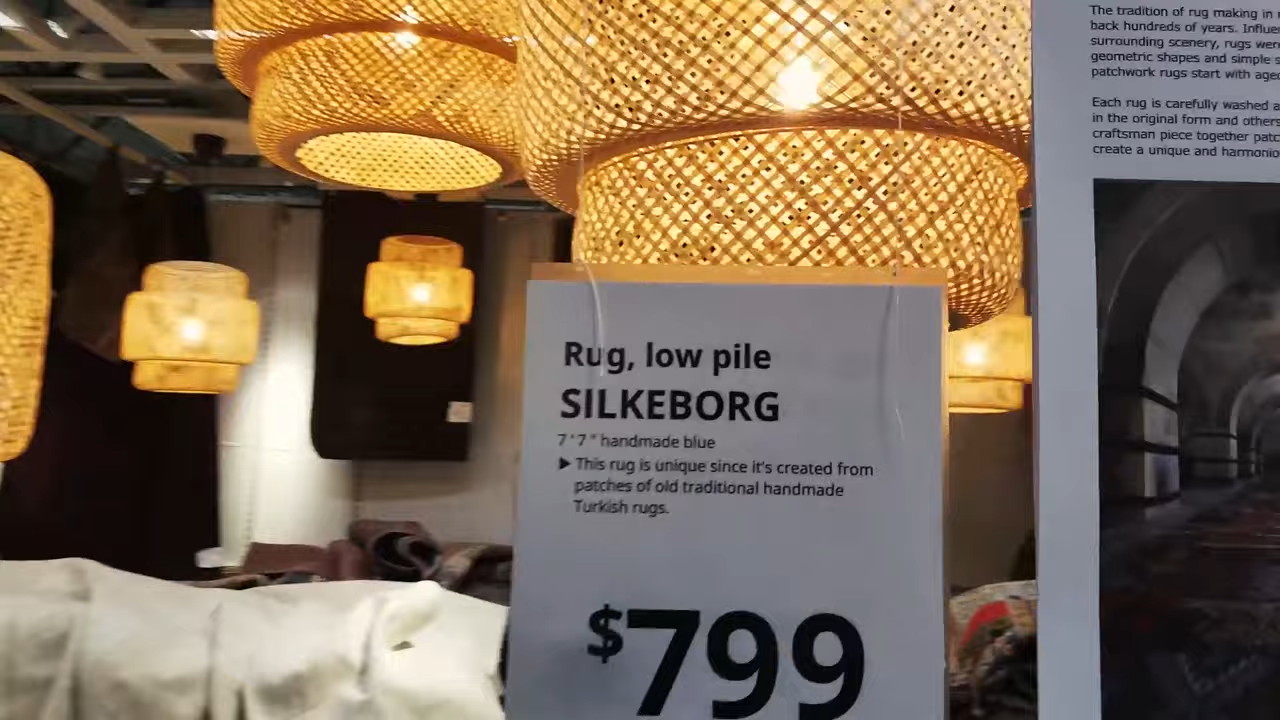 Rug, low pile
SILKEBORG
7'7" handmade blue
▶ This rug is unique since it's created from
patches of old traditional handmade
Turkish rugs.
$799
The tradition of rug making in
back hundreds of years. Influe
surrounding scenery, rugs wer
geometric shapes and simple s
patchwork rugs start with aged
Each rug is carefully washed a
in the original form and others
craftsman piece together patc
create a unique and harmonio